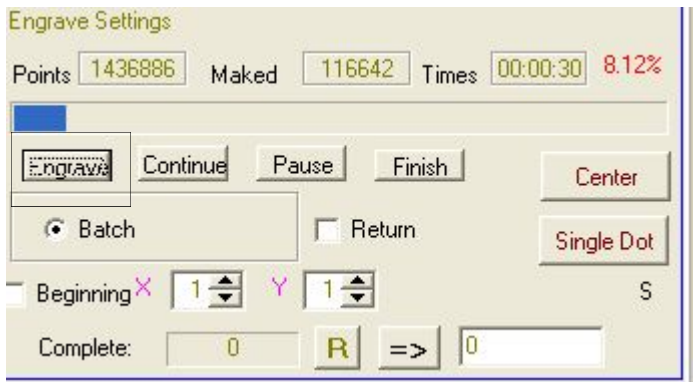 Engrave Settings
Points 1436886 Maked 116642 Times 00:00:30 8.12%
Engrave Continue Pause Finish Center
Batch Return Single Dot
Beginning X 1 Y 1 S
Complete: 0 R => 0